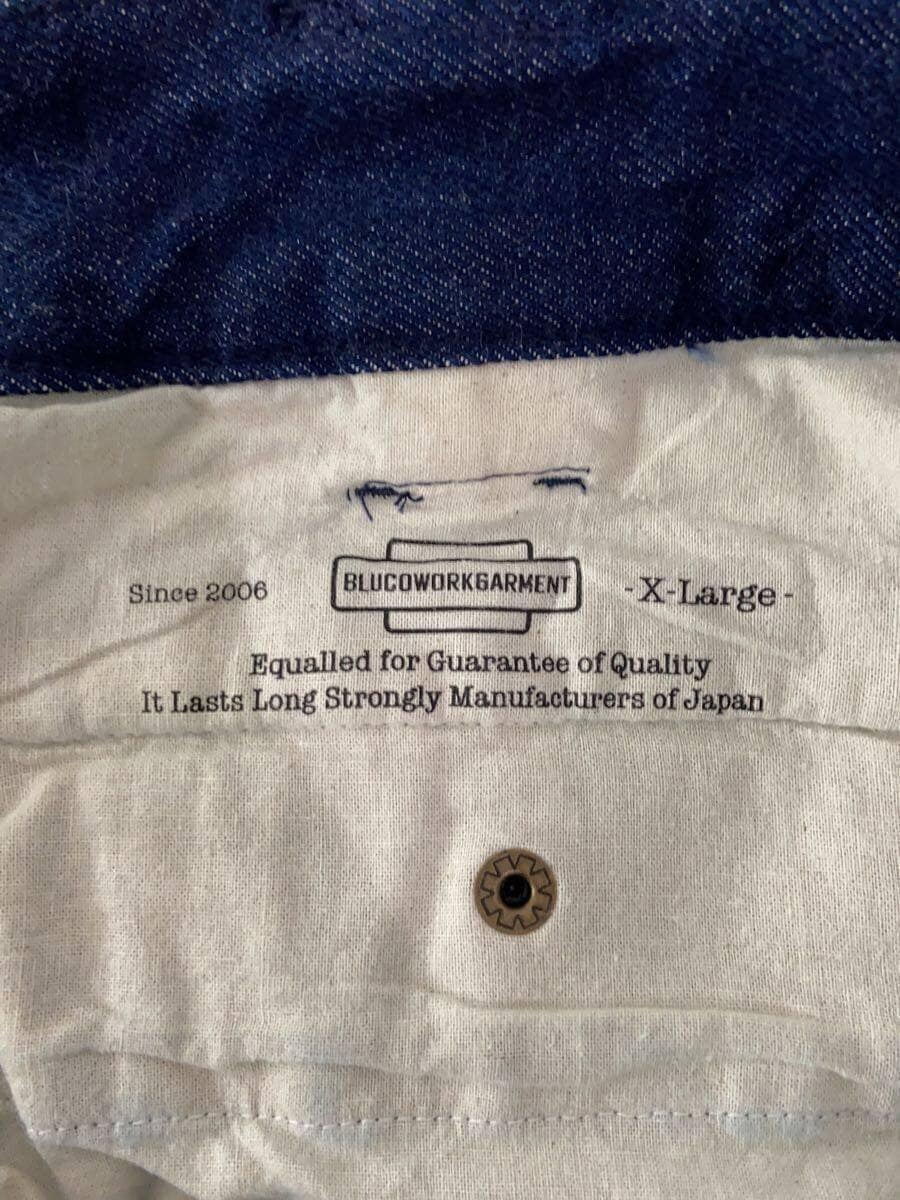 Since 2006
BLUCOWORKGARMENT
-X-Large-
Equalled for Guarantee of Quality
It Lasts Long Strongly Manufacturers of Japan